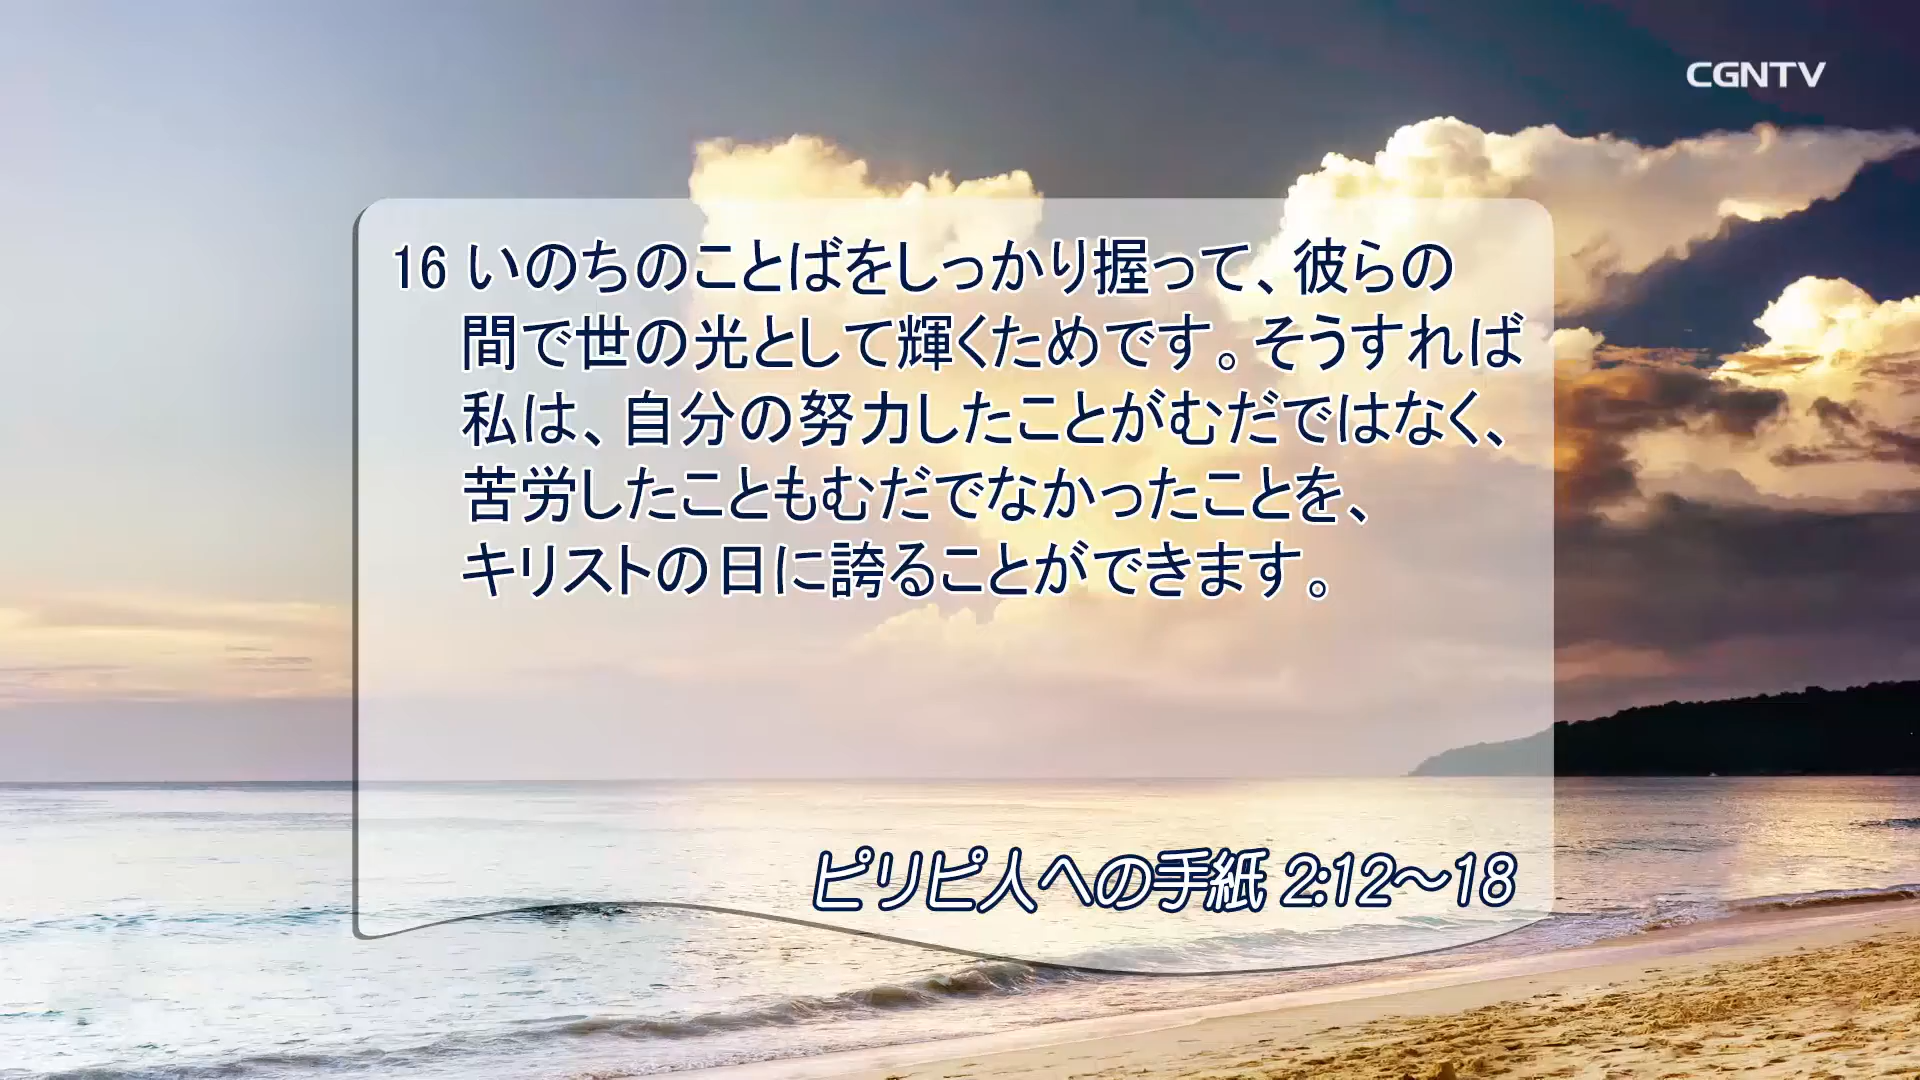 CGNTV
16 いのちのことばをしっかり握って、彼らの
間で世の光として輝くためです。そうすれば
私は、自分の努力したことがむだではなく、
苦労したこともむだでなかったことを、
キリストの日に誇ることができます。
ピリピ人への手紙 2:12～18